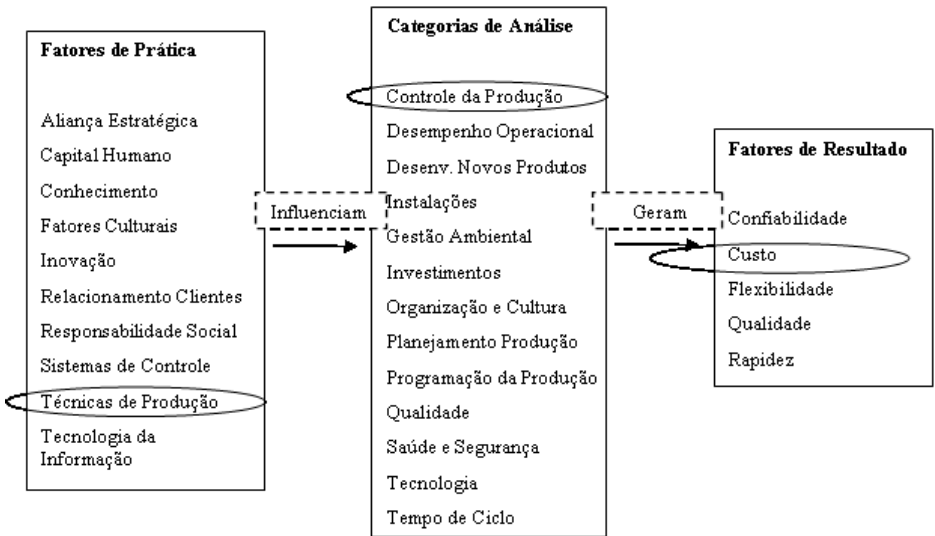 Fatores de Prática
Aliança Estratégica
Capital Humano
Conhecimento
Fatores Culturais
Inovação
Relacionamento Clientes
Responsabilidade Social
Sistemas de Controle
Técnicas de Produção
Tecnologia da
Informação
Influenciam
Categorias de Análise
Controle da Produção
Desempenho Operacional
Desenv. Novos Produtos
Instalações
Gestão Ambiental
Investimentos
Organização e Cultura
Planejamento Produção
Programação da Produção
Qualidade
Saúde e Segurança
Tecnologia
Tempo de Ciclo
Geram
Fatores de Resultado
Confiabilidade
Custo
Flexibilidade
Qualidade
Rapidez